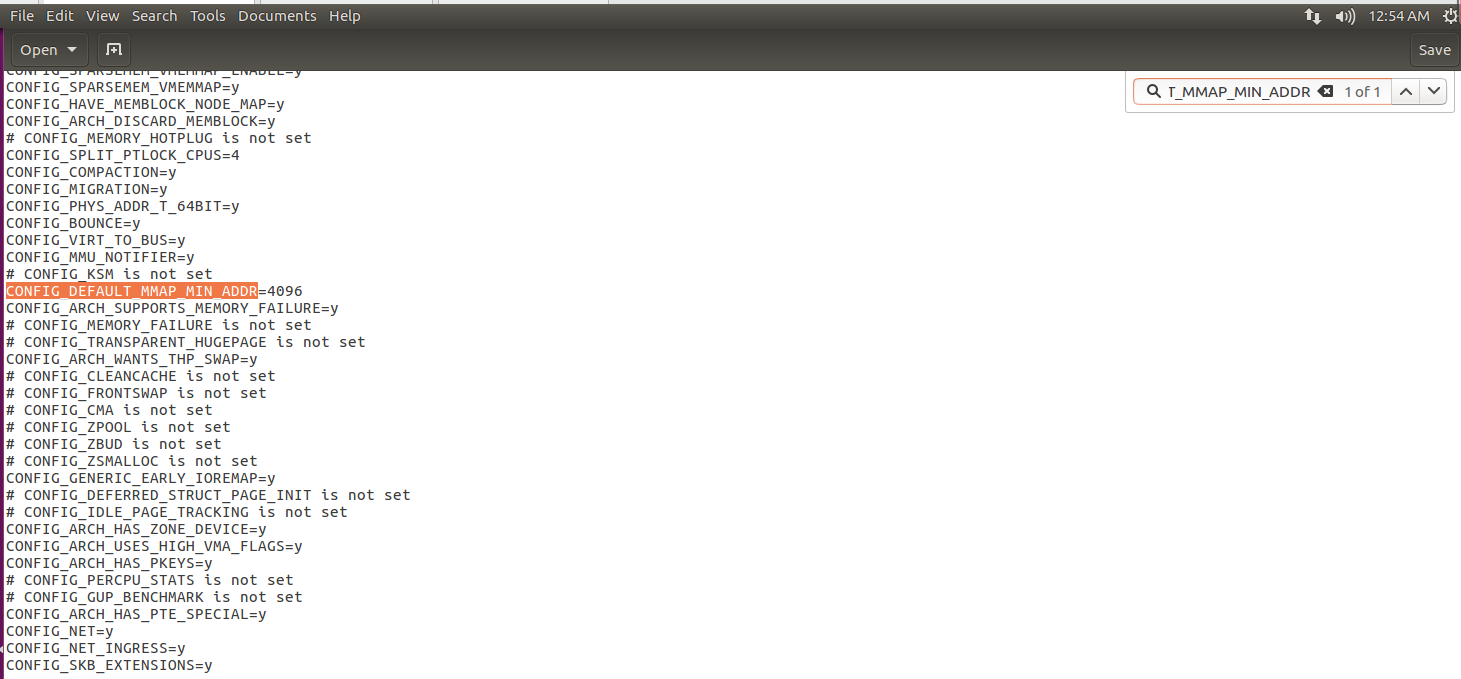 File Edit View Search Tools Documents Help 12:54 AM
Open Save
T_MMAP_MIN_ADDR 1 of 1
CONFIG_SPARSEMEM_VMEMMAP_ENABLE=y
CONFIG_SPARSEMEM_VMEMMAP=y
CONFIG_HAVE_MEMBLOCK_NODE_MAP=y
CONFIG_ARCH_DISCARD_MEMBLOCK=y
# CONFIG_MEMORY_HOTPLUG is not set
CONFIG_SPLIT_PTLOCK_CPUS=4
CONFIG_COMPACTION=y
CONFIG_MIGRATION=y
CONFIG_PHYS_ADDR_T_64BIT=y
CONFIG_BOUNCE=y
CONFIG_VIRT_TO_BUS=y
CONFIG_MMU_NOTIFIER=y
# CONFIG_KSM is not set
CONFIG_DEFAULT_MMAP_MIN_ADDR=4096
CONFIG_ARCH_SUPPORTS_MEMORY_FAILURE=y
# CONFIG_MEMORY_FAILURE is not set
# CONFIG_TRANSPARENT_HUGEPAGE is not set
CONFIG_ARCH_WANTS_THP_SWAP=y
# CONFIG_CLEANCACHE is not set
# CONFIG_FRONTSWAP is not set
# CONFIG_CMA is not set
# CONFIG_ZPOOL is not set
# CONFIG_ZBUD is not set
# CONFIG_ZSMALLOC is not set
CONFIG_GENERIC_EARLY_IOREMAP=y
# CONFIG_DEFERRED_STRUCT_PAGE_INIT is not set
# CONFIG_IDLE_PAGE_TRACKING is not set
CONFIG_ARCH_HAS_ZONE_DEVICE=y
CONFIG_ARCH_USES_HIGH_VMA_FLAGS=y
CONFIG_ARCH_HAS_PKEYS=y
# CONFIG_PERCPU_STATS is not set
# CONFIG_GUP_BENCHMARK is not set
CONFIG_ARCH_HAS_PTE_SPECIAL=y
CONFIG_NET=y
CONFIG_NET_INGRESS=y
CONFIG_SKB_EXTENSIONS=y